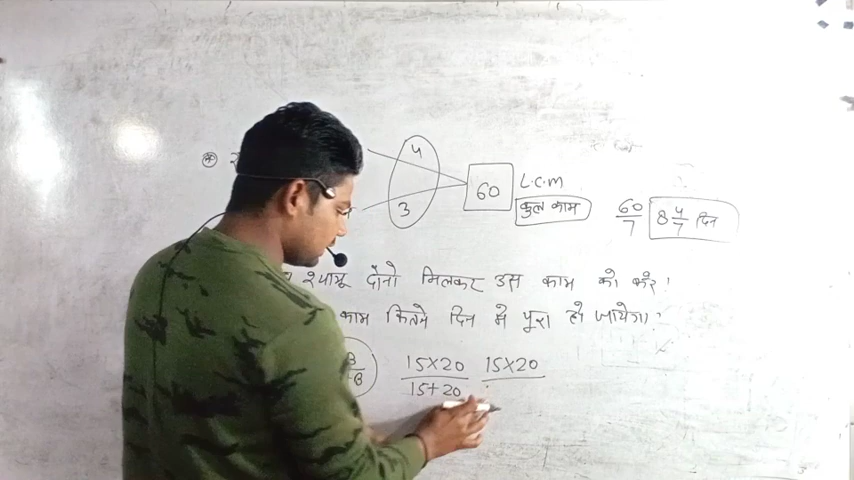 4
60 L.C.M
3 कुल काम 60/7 8 4/7 दिन
श्यामू दोनो मिलकर उस काम को करें!
काम कितने दिन मे पूरा हो जायेगा?
B 15×20 15×20
B 15+20